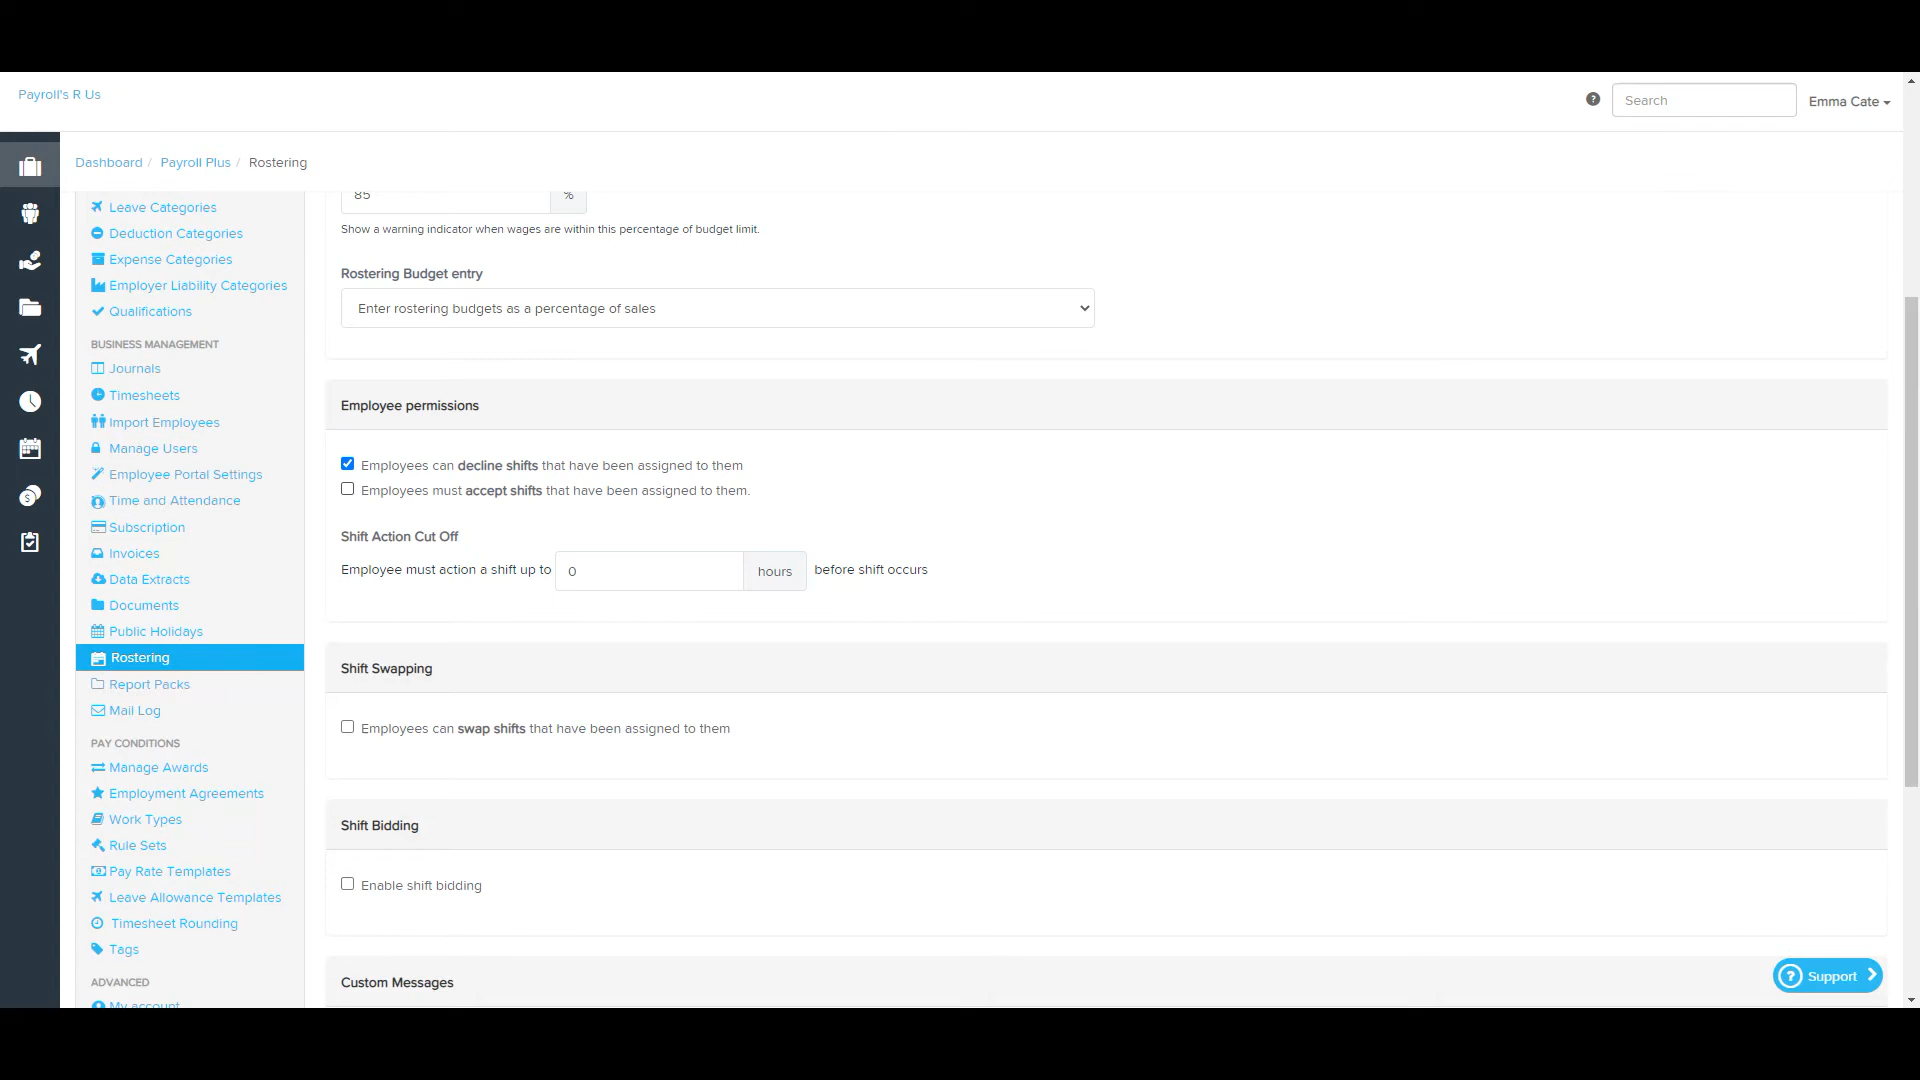 Payroll's R Us
Search
Emma Cate
Dashboard / Payroll Plus / Rostering
Leave Categories
Deduction Categories
Expense Categories
Employer Liability Categories
Qualifications
BUSINESS MANAGEMENT
Journals
Timesheets
Import Employees
Manage Users
Employee Portal Settings
Time and Attendance
Subscription
Invoices
Data Extracts
Documents
Public Holidays
Rostering
Report Packs
Mail Log
PAY CONDITIONS
Manage Awards
Employment Agreements
Work Types
Rule Sets
Pay Rate Templates
Leave Allowance Templates
Timesheet Rounding
Tags
ADVANCED
My account
85 %
Show a warning indicator when wages are within this percentage of budget limit.
Rostering Budget entry
Enter rostering budgets as a percentage of sales
Employee permissions
Employees can decline shifts that have been assigned to them
Employees must accept shifts that have been assigned to them.
Shift Action Cut Off
Employee must action a shift up to 0 hours before shift occurs
Shift Swapping
Employees can swap shifts that have been assigned to them
Shift Bidding
Enable shift bidding
Custom Messages
? Support